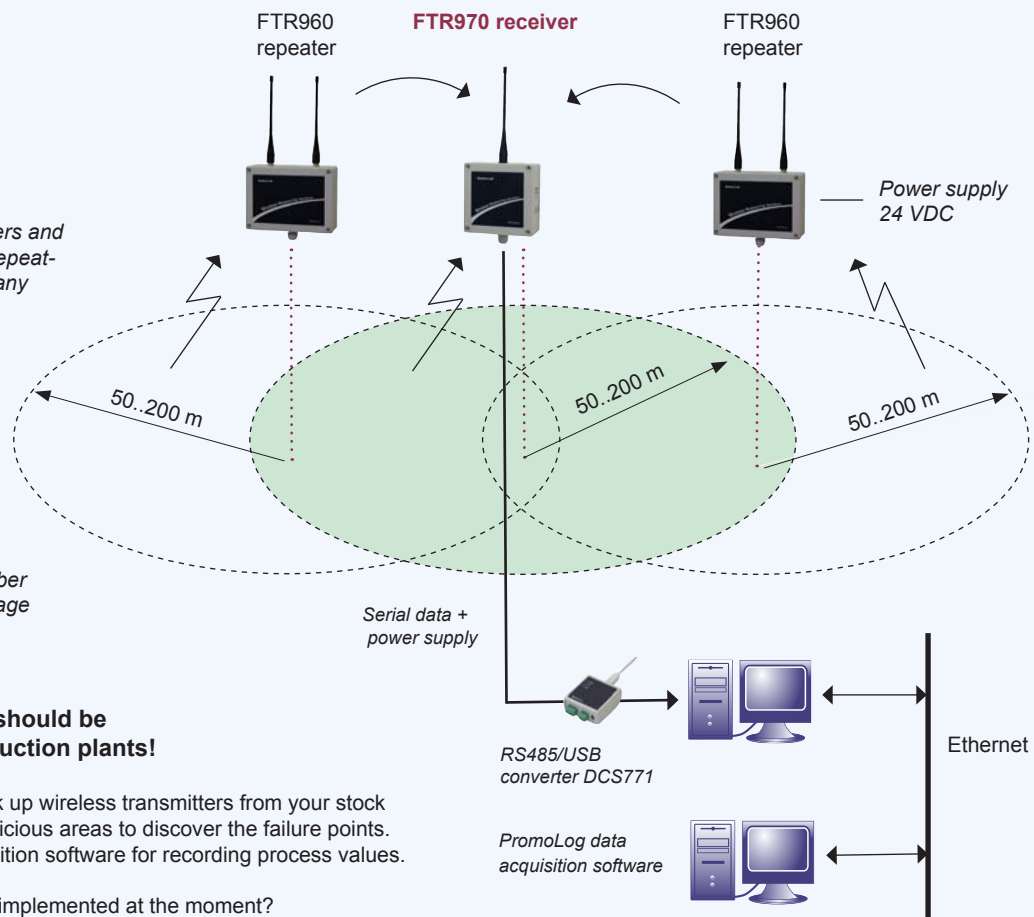 FTR960
repeater
FTR970 receiver
FTR960
repeater
Power supply
24 VDC
ers and
repeat-
any
50..200 m
50..200 m
50..200 m
ber
age
Serial data +
power supply
RS485/USB
converter DCS771
Ethernet
PromoLog data
acquisition software
should be
uction plants!
k up wireless transmitters from your stock
icious areas to discover the failure points.
ition software for recording process values.
implemented at the moment?